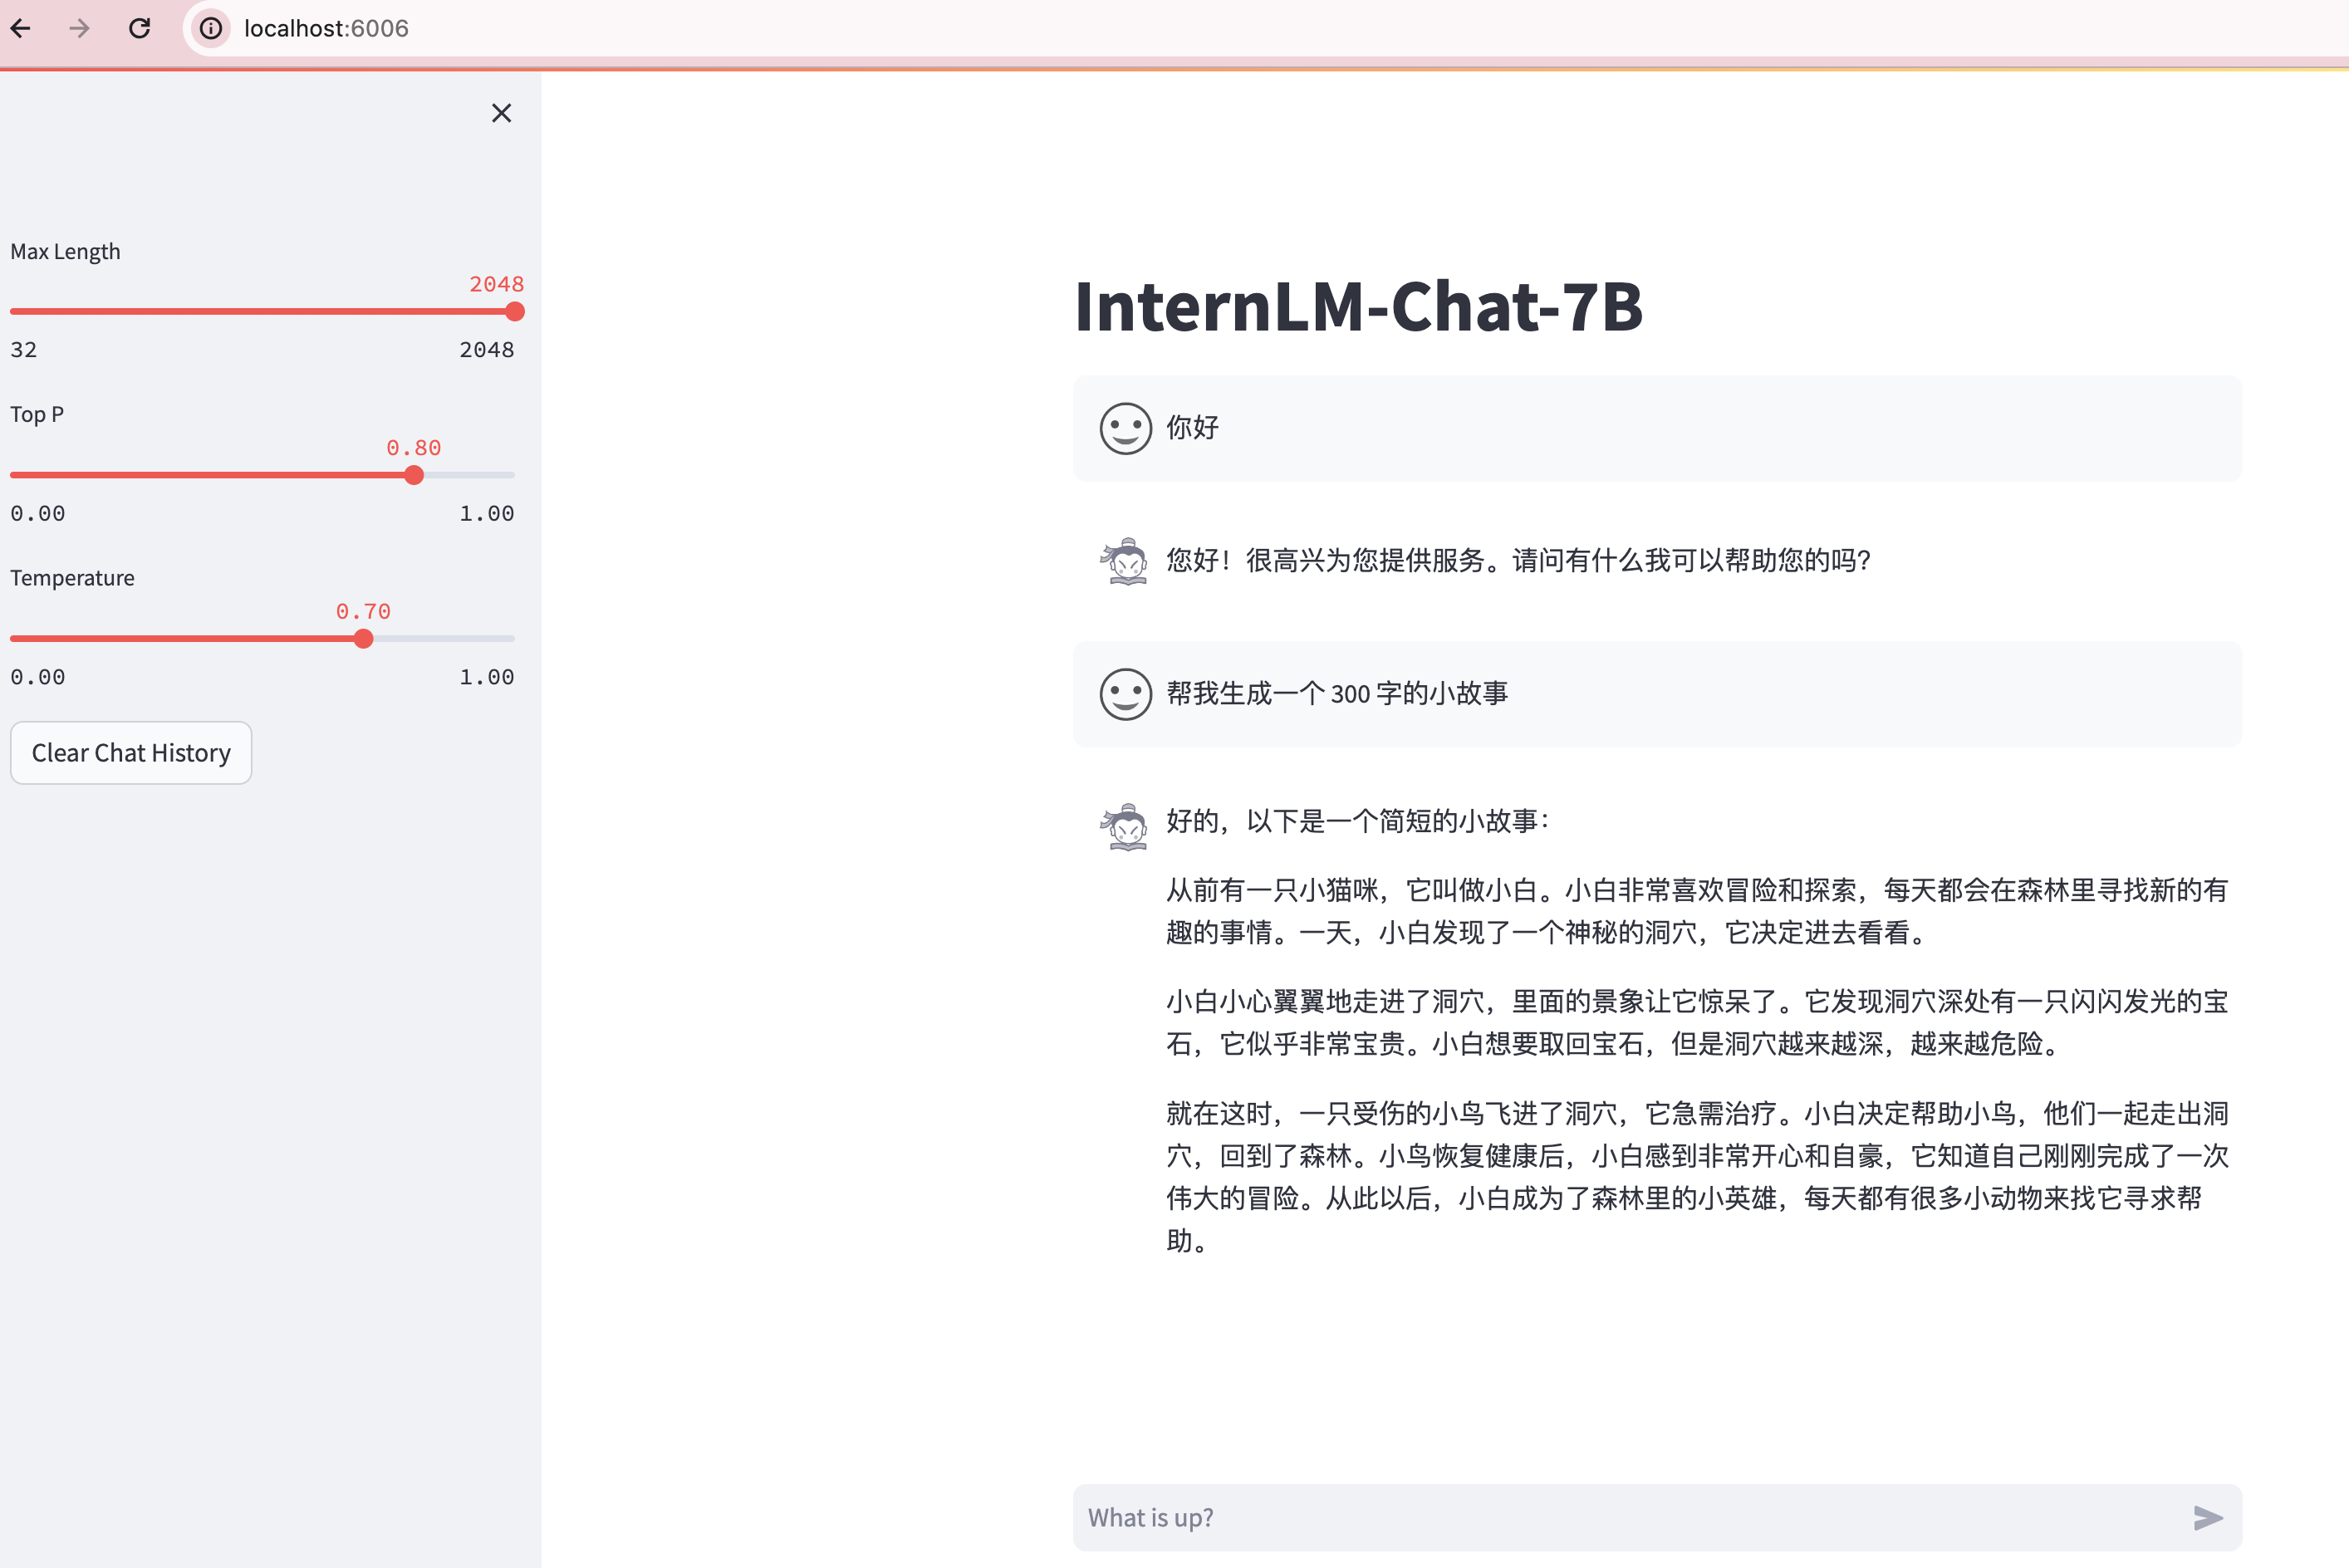 localhost:6006
Max Length
2048
32 2048
Top P
0.80
0.00 1.00
Temperature
0.70
0.00 1.00
Clear Chat History
InternLM-Chat-7B
你好
您好！很高兴为您提供服务。请问有什么我可以帮助您的吗?
帮我生成一个 300 字的小故事
好的，以下是一个简短的小故事：
从前有一只小猫咪，它叫做小白。小白非常喜欢冒险和探索，每天都会在森林里寻找新的有
趣的事情。一天，小白发现了一个神秘的洞穴，它决定进去看看。
小白小心翼翼地走进了洞穴，里面的景象让它惊呆了。它发现洞穴深处有一只闪闪发光的宝
石，它似乎非常宝贵。小白想要取回宝石，但是洞穴越来越深，越来越危险。
就在这时，一只受伤的小鸟飞进了洞穴，它急需治疗。小白决定帮助小鸟，他们一起走出洞
穴，回到了森林。小鸟恢复健康后，小白感到非常开心和自豪，它知道自己刚刚完成了一次
伟大的冒险。从此以后，小白成为了森林里的小英雄，每天都有很多小动物来找它寻求帮
助。
What is up?